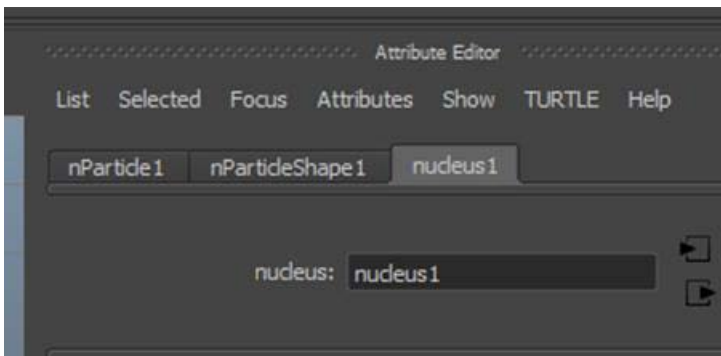 Attribute Editor
List Selected Focus Attributes Show TURTLE Help
nParticle1 nParticleShape1 nucleus1
nucleus: nucleus1